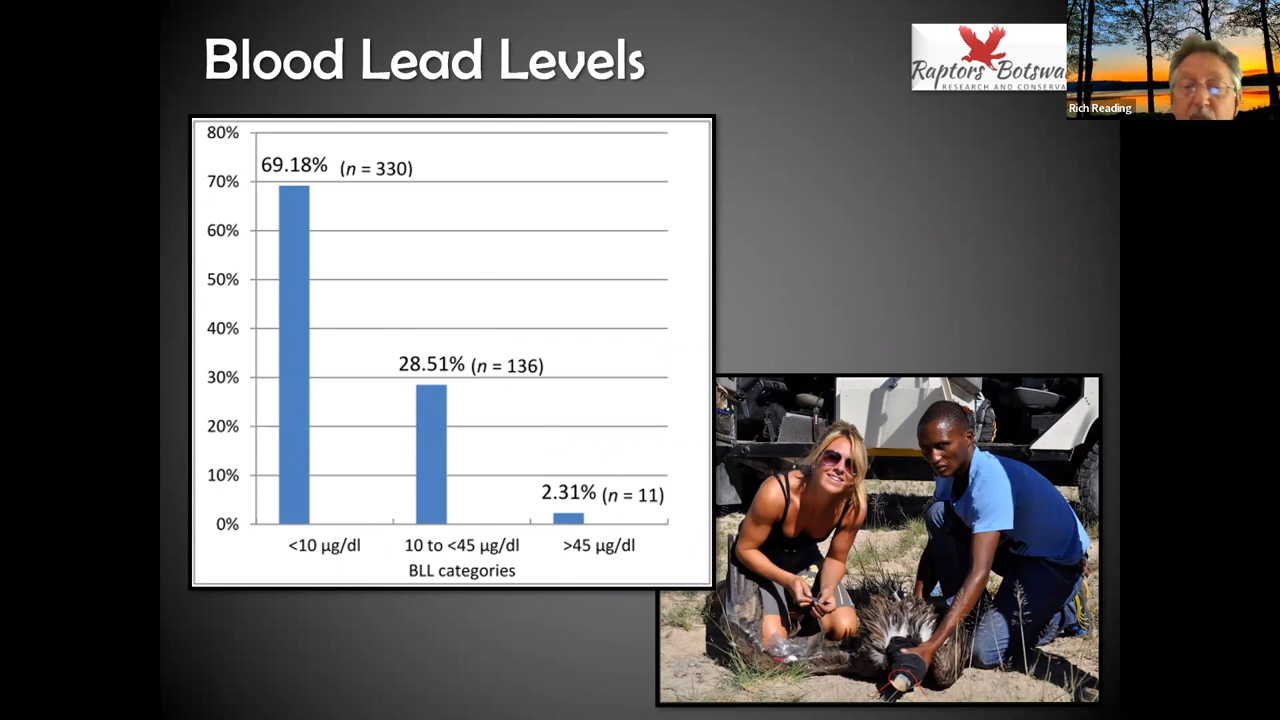 Blood Lead Levels
Raptors Botswa
RESEARCH AND CONSERVA
Rich Reading
80%
70%
60%
50%
40%
30%
20%
10%
0%
69.18% (n = 330)
28.51% (n = 136)
2.31% (n = 11)
<10 µg/dl 10 to <45 µg/dl >45 µg/dl
BLL categories